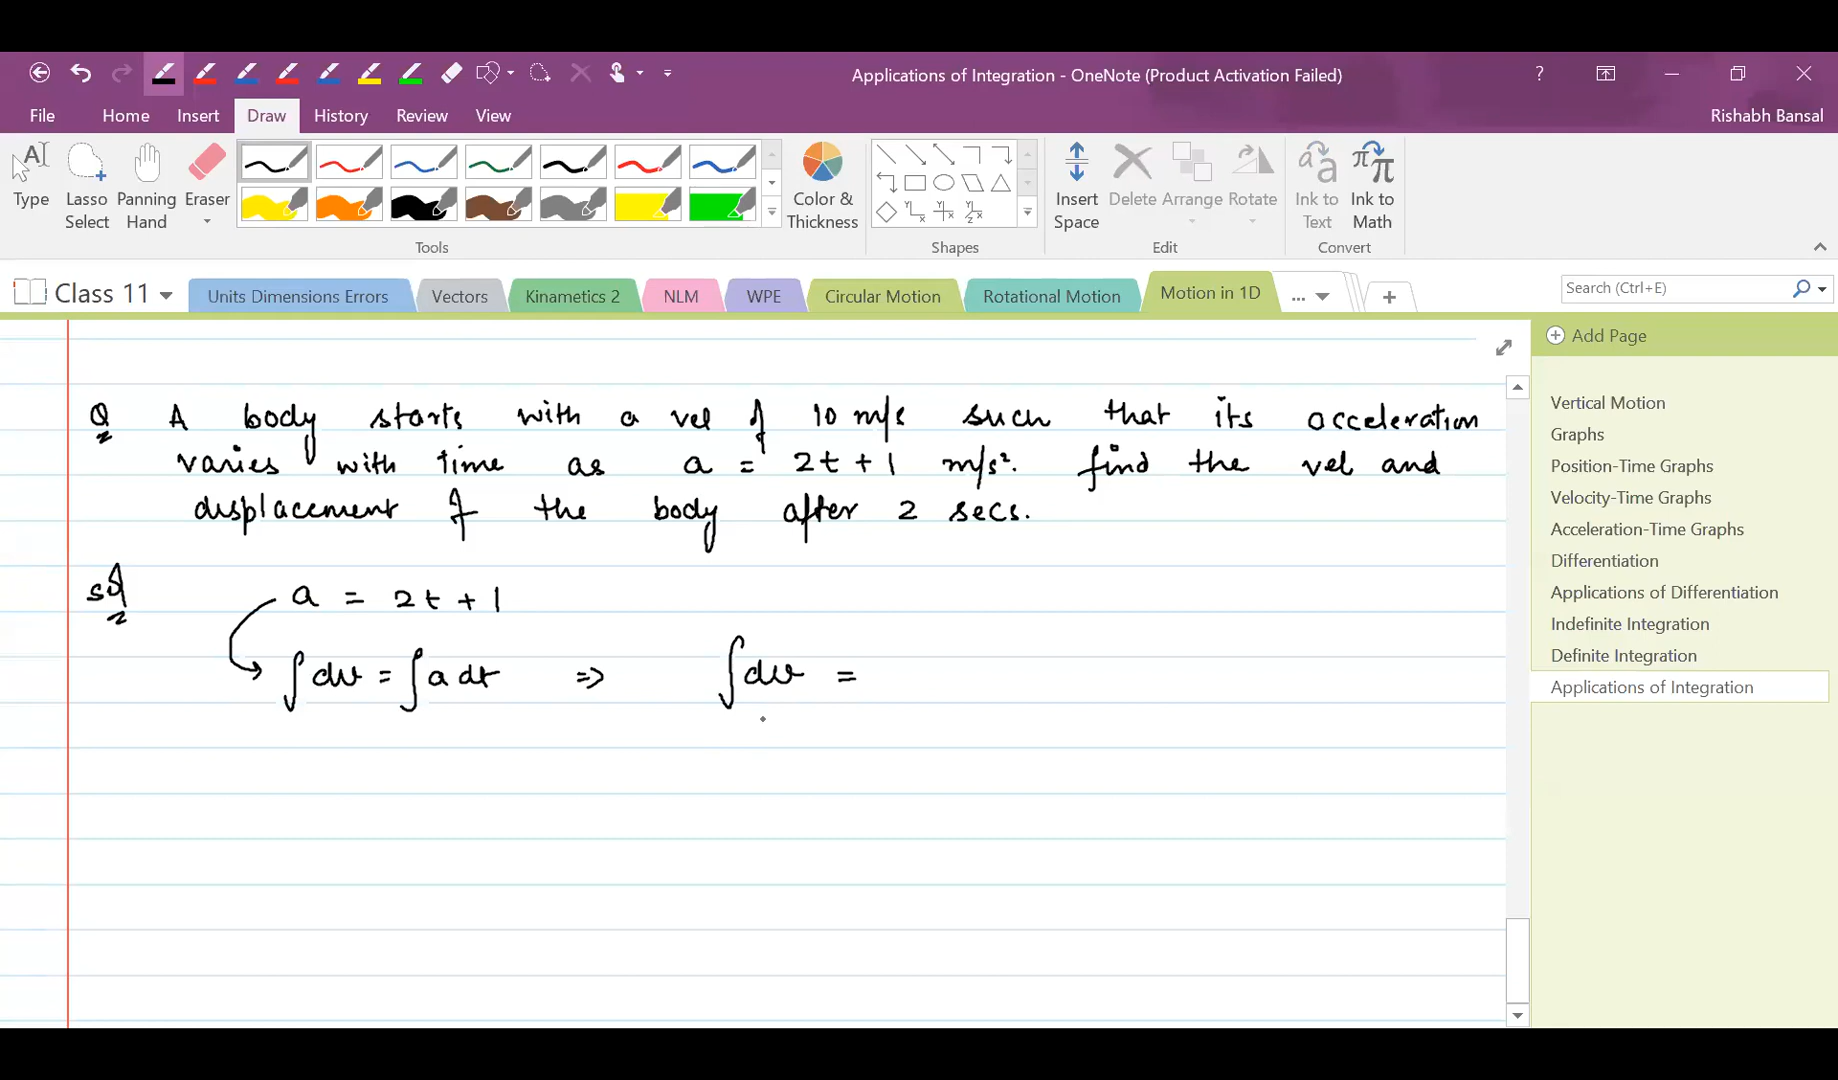 Applications of Integration - OneNote (Product Activation Failed)
?
File Home Insert Draw History Review View
Rishabh Bansal
Type
Lasso Select
Panning Hand
Eraser
Color & Thickness
Insert Space
Delete
Arrange
Rotate
Ink to Text
Ink to Math
Tools Shapes Edit Convert
Class 11
Units Dimensions Errors Vectors Kinametics 2 NLM WPE Circular Motion Rotational Motion Motion in 1D ...
Search (Ctrl+E)
Add Page
Vertical Motion
Graphs
Position-Time Graphs
Velocity-Time Graphs
Acceleration-Time Graphs
Differentiation
Applications of Differentiation
Indefinite Integration
Definite Integration
Applications of Integration
Q A body starts with a vel of 10 m/s such that its acceleration
varies with time as a = 2t + 1 m/s². find the vel and
displacement of the body after 2 secs.
Sol
a = 2t + 1
∫dv = ∫a dt ⇒ ∫dv =